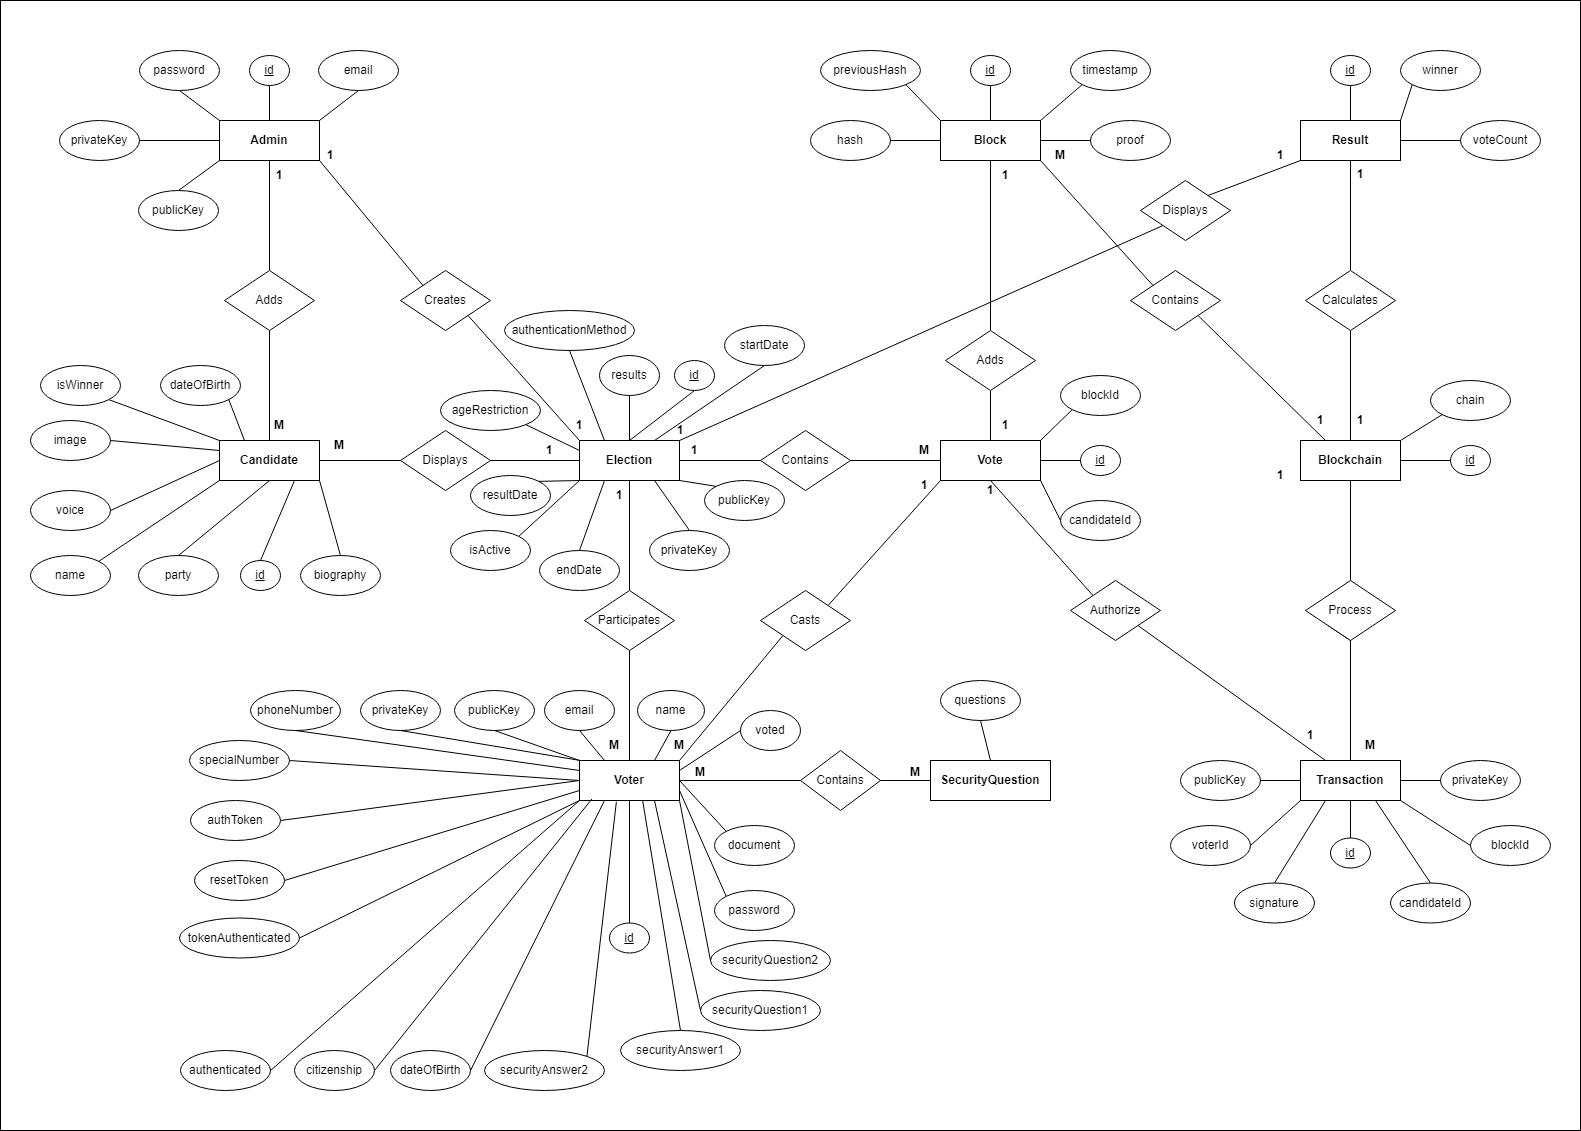 password
id
email
previousHash
id
timestamp
id
winner
privateKey
Admin
1
hash
Block
M
proof
1
Result
voteCount
1
1
1
publicKey
Displays
Adds
Creates
Contains
Calculates
authenticationMethod
startDate
results
id
Adds
isWinner
dateOfBirth
blockId
chain
ageRestriction
image
M
M
1
1
1
1
1
1
Candidate
Displays
1
Election
1
Contains
M
Vote
id
1
Blockchain
id
resultDate
1
publicKey
1
1
voice
candidateId
isActive
privateKey
endDate
name
party
id
biography
Participates
Casts
Authorize
Process
phoneNumber
privateKey
publicKey
email
name
questions
voted
M
M
1
M
specialNumber
Voter
M
Contains
M
SecurityQuestion
publicKey
Transaction
privateKey
authToken
document
voterId
id
blockId
resetToken
password
signature
candidateId
tokenAuthenticated
id
securityQuestion2
securityQuestion1
securityAnswer1
authenticated
citizenship
dateOfBirth
securityAnswer2